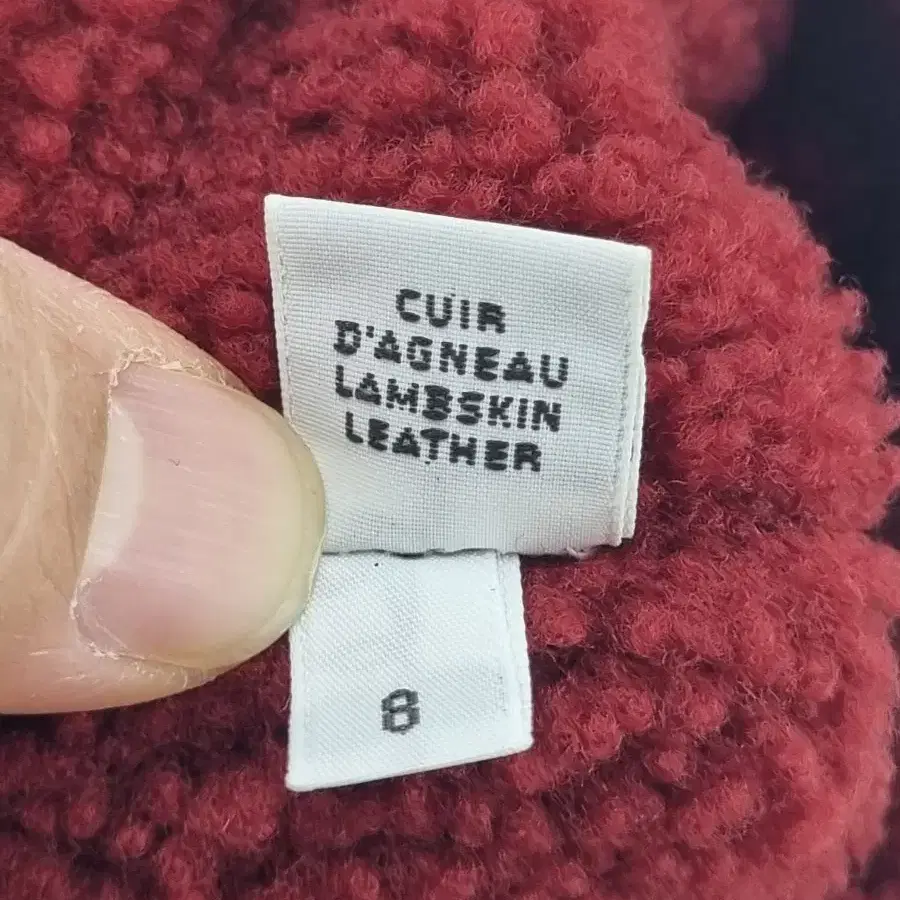 CUIR
D'AGNEAU
LAMBSKIN
LEATHER
8